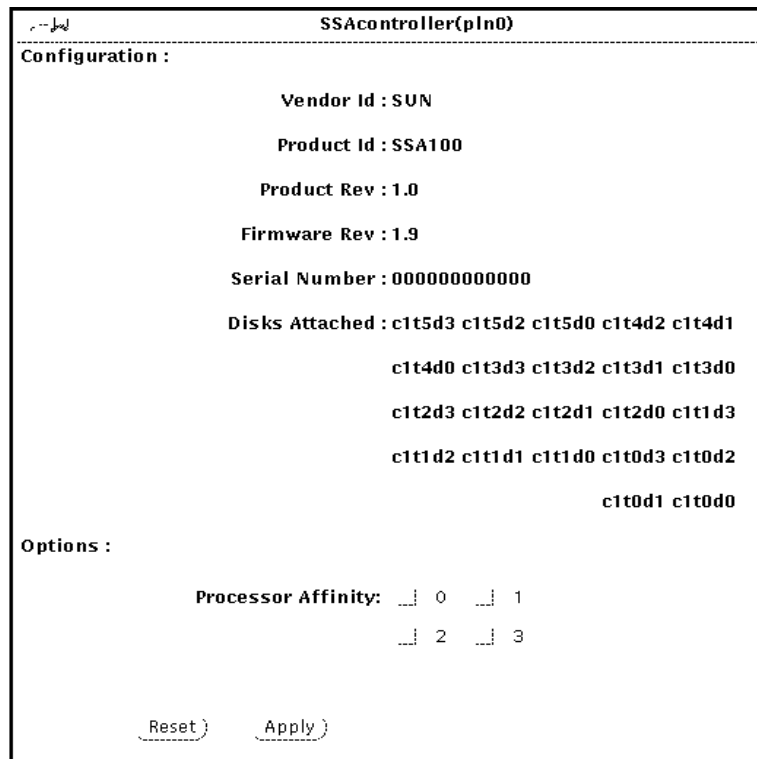 SSAcontroller(pln0)
Configuration :
Vendor Id : SUN
Product Id : SSA100
Product Rev : 1.0
Firmware Rev : 1.9
Serial Number : 000000000000
Disks Attached : c1t5d3 c1t5d2 c1t5d0 c1t4d2 c1t4d1
c1t4d0 c1t3d3 c1t3d2 c1t3d1 c1t3d0
c1t2d3 c1t2d2 c1t2d1 c1t2d0 c1t1d3
c1t1d2 c1t1d1 c1t1d0 c1t0d3 c1t0d2
c1t0d1 c1t0d0
Options :
Processor Affinity: 0 1
2 3
Reset Apply